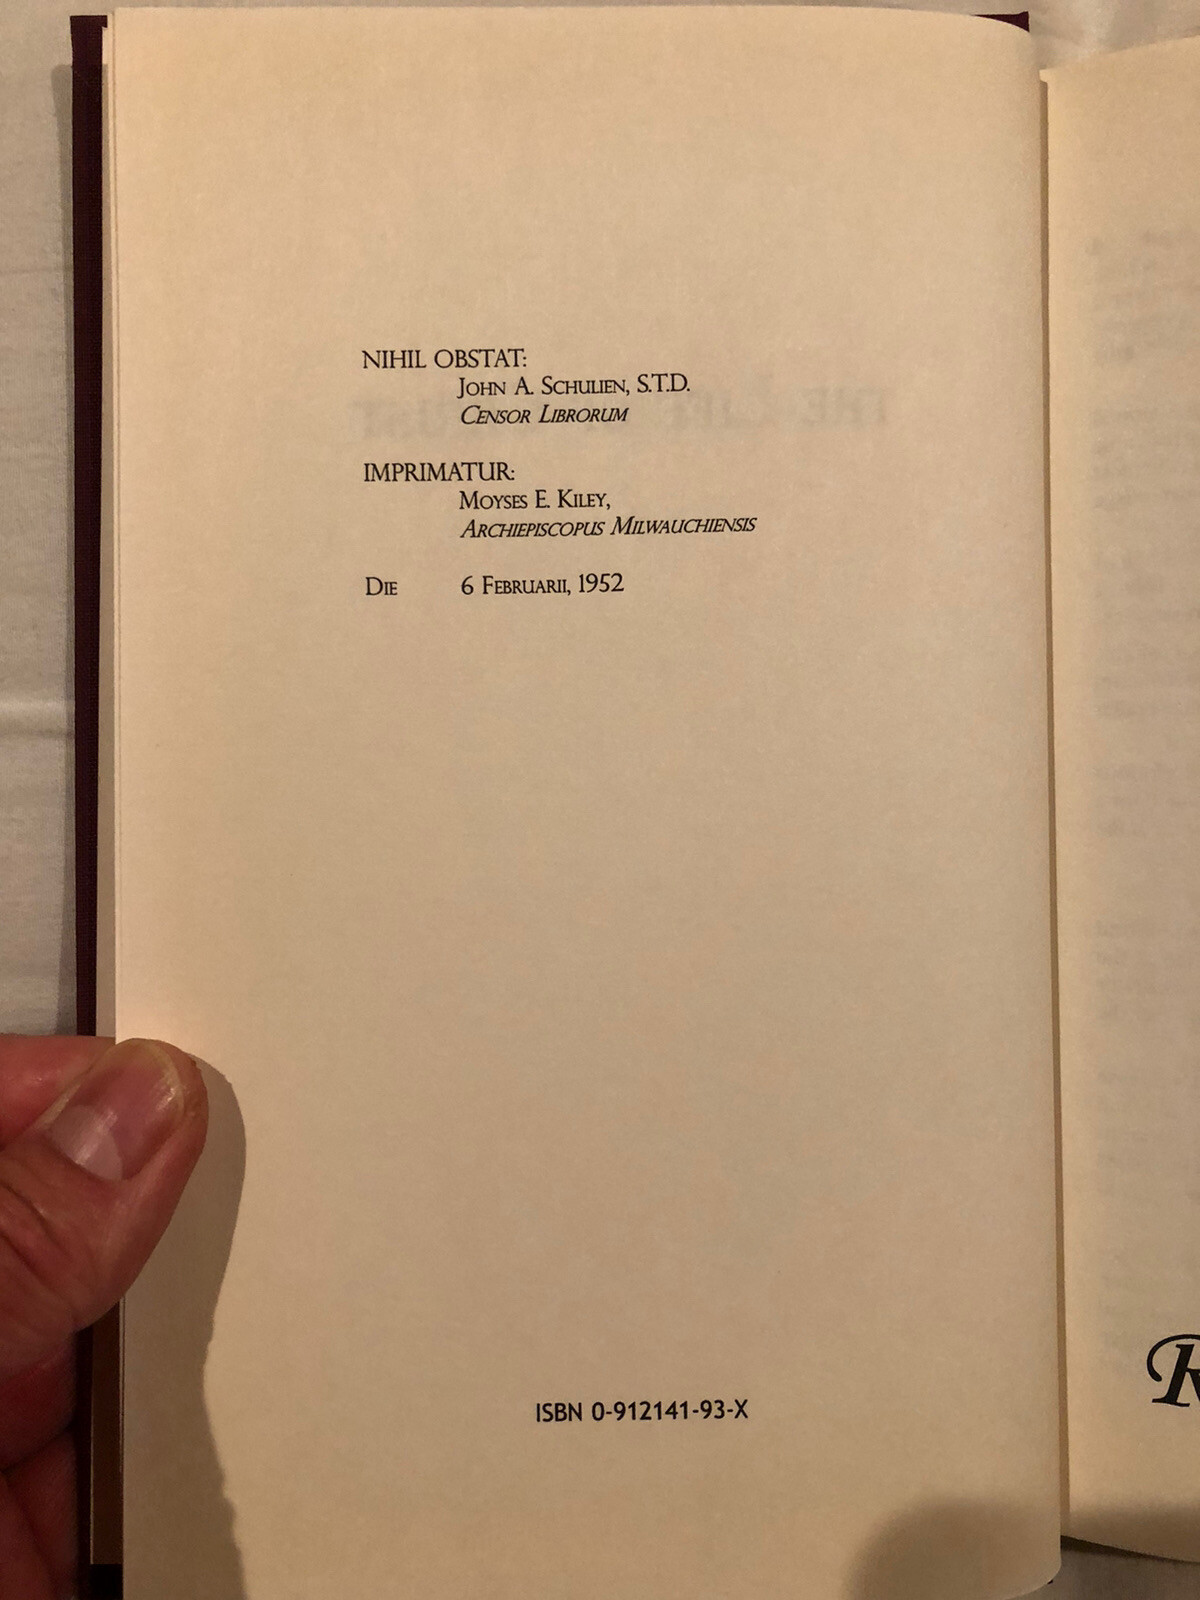 NIHIL OBSTAT:
JOHN A. SCHULIEN, S.T.D.
CENSOR LIBRORUM
IMPRIMATUR:
MOYSES E. KILEY,
ARCHIEPISCOPUS MILWAUCHIENSIS
DIE 6 FEBRUARII, 1952
ISBN 0-912141-93-X